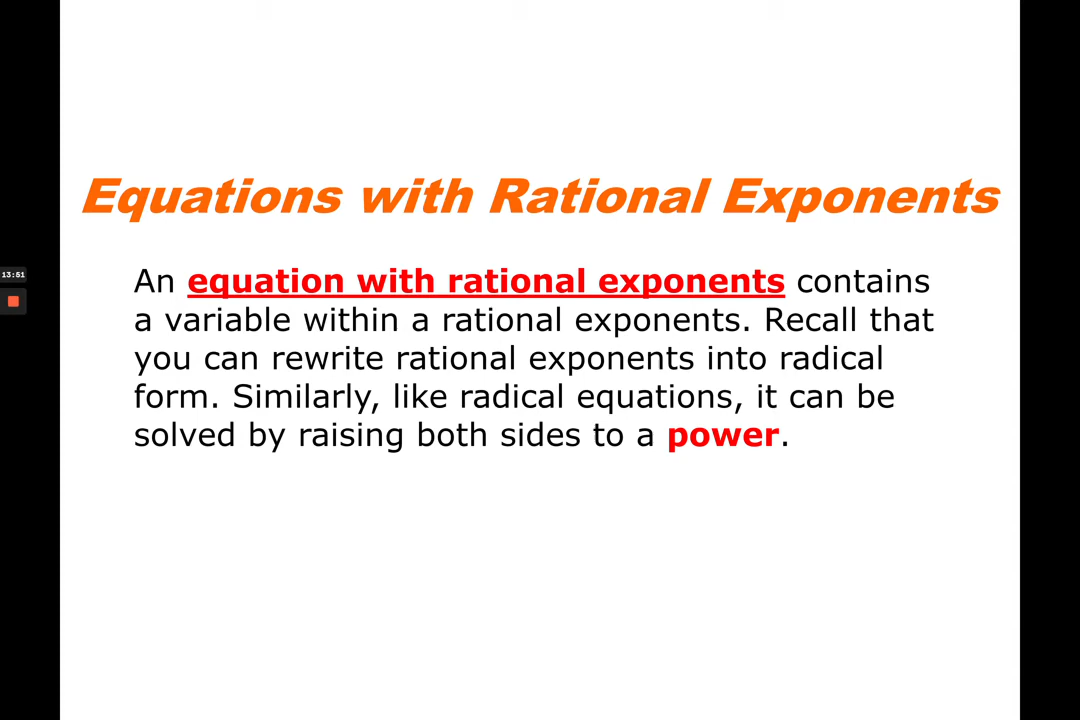 Equations with Rational Exponents
An equation with rational exponents contains
a variable within a rational exponents. Recall that
you can rewrite rational exponents into radical
form. Similarly, like radical equations, it can be
solved by raising both sides to a power.
13:51